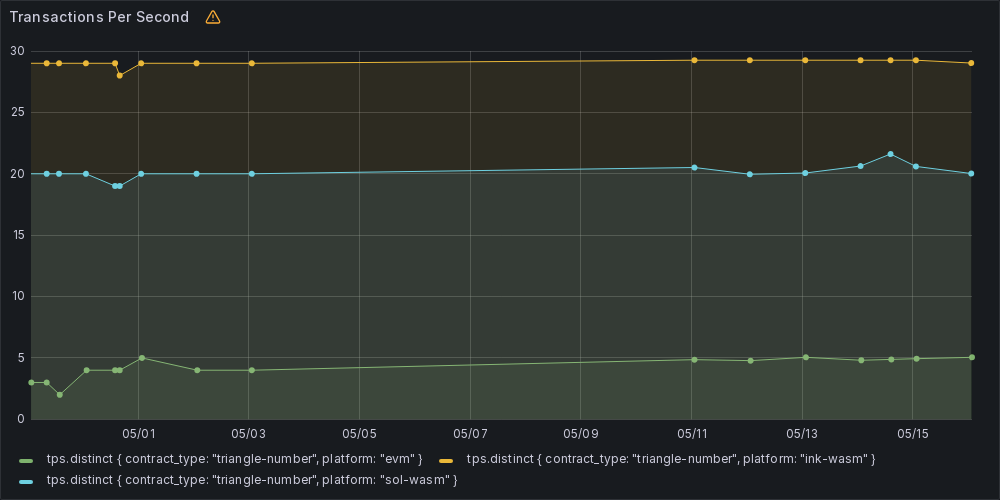 Transactions Per Second
30
25
20
15
10
5
0
05/01 05/03 05/05 05/07 05/09 05/11 05/13 05/15
tps.distinct { contract_type: "triangle-number", platform: "evm" } tps.distinct { contract_type: "triangle-number", platform: "ink-wasm" }
tps.distinct { contract_type: "triangle-number", platform: "sol-wasm" }